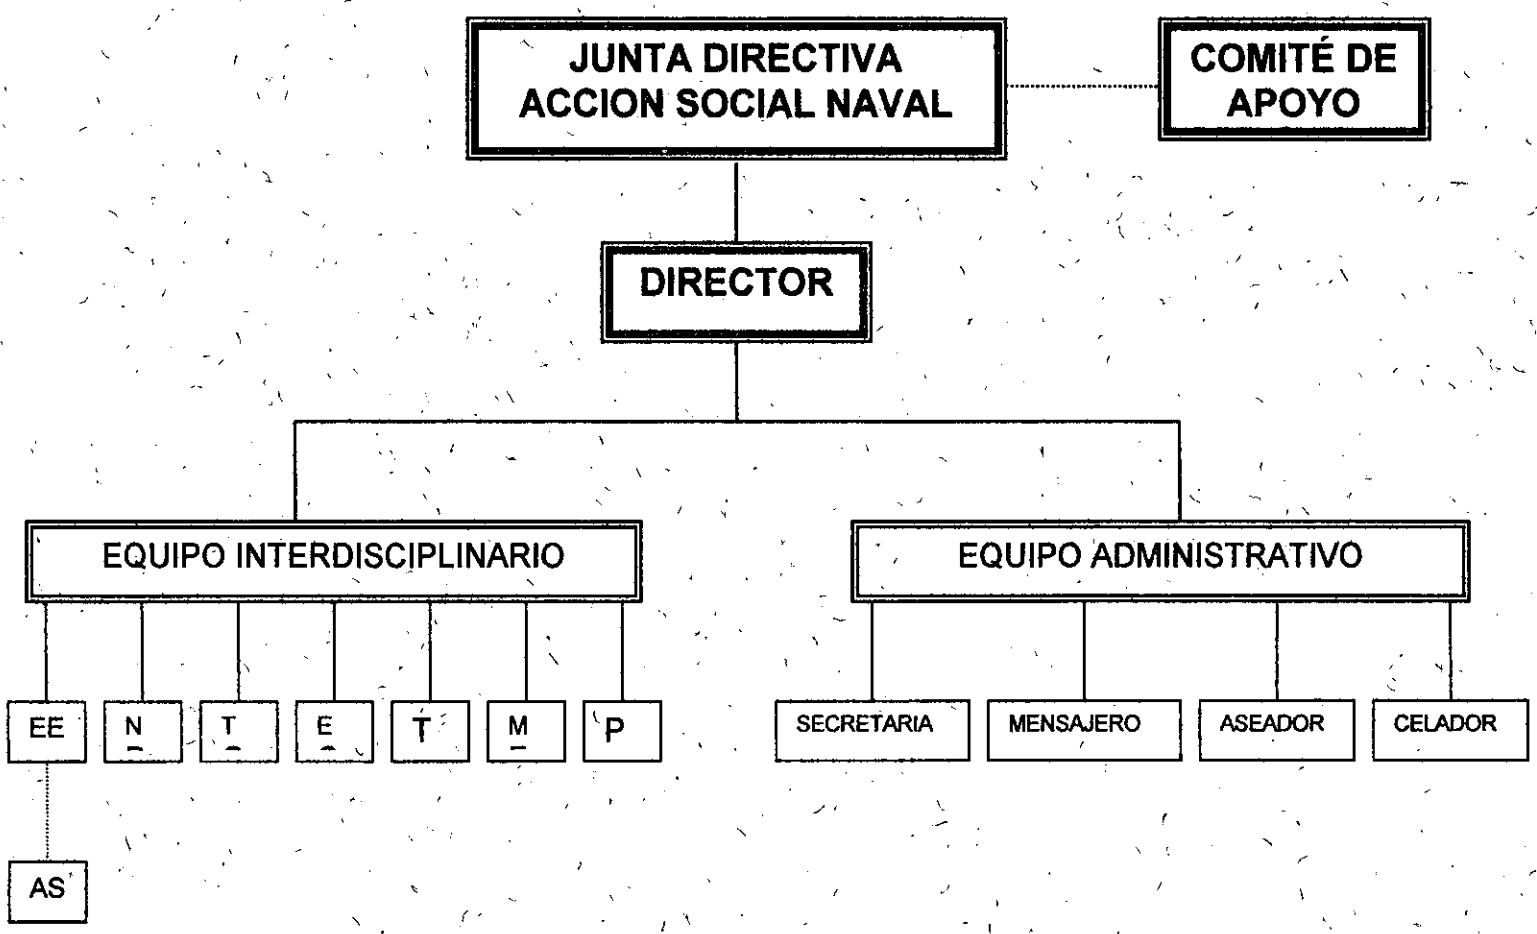 JUNTA DIRECTIVA
ACCION SOCIAL NAVAL
COMITÉ DE
APOYO
DIRECTOR
EQUIPO INTERDISCIPLINARIO
EQUIPO ADMINISTRATIVO
EE
N
T
E
T
M
P
SECRETARIA
MENSAJERO
ASEADOR
CELADOR
AS